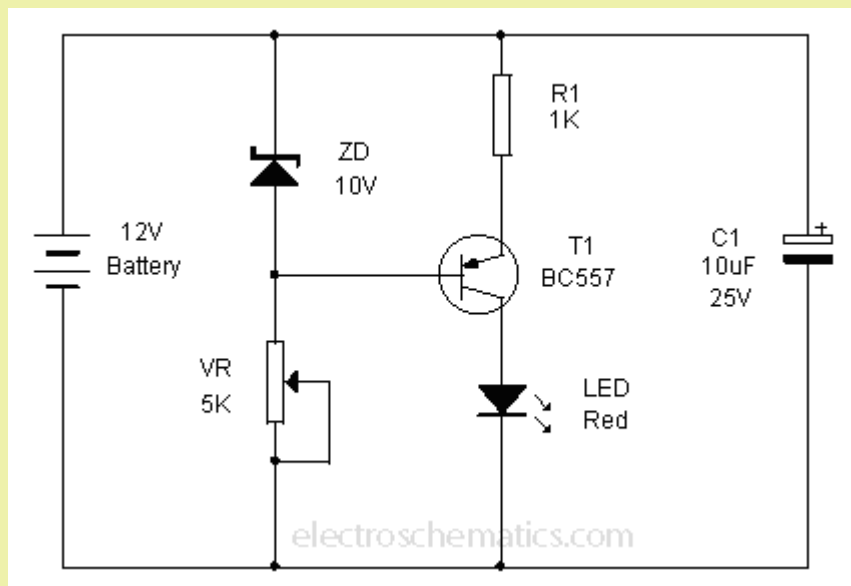 R1
1K
ZD
10V
12V
Battery
T1
BC557
C1
10uF
25V
+
VR
5K
LED
Red
electroschematics.com